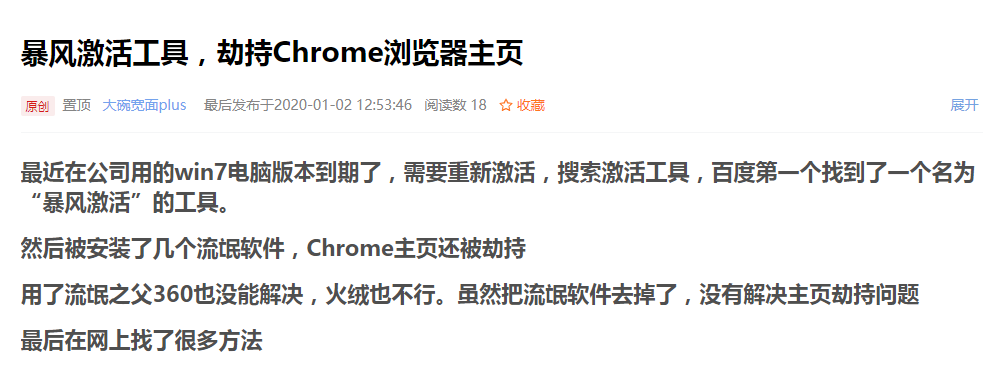 暴风激活工具，劫持Chrome浏览器主页
原创 置顶 大碗宽面plus 最后发布于2020-01-02 12:53:46 阅读数 18 ☆ 收藏 展开
最近在公司用的win7电脑版本到期了，需要重新激活，搜索激活工具，百度第一个找到了一个名为
“暴风激活”的工具。
然后被安装了几个流氓软件，Chrome主页还被劫持
用了流氓之父360也没能解决，火绒也不行。虽然把流氓软件去掉了，没有解决主页劫持问题
最后在网上找了很多方法